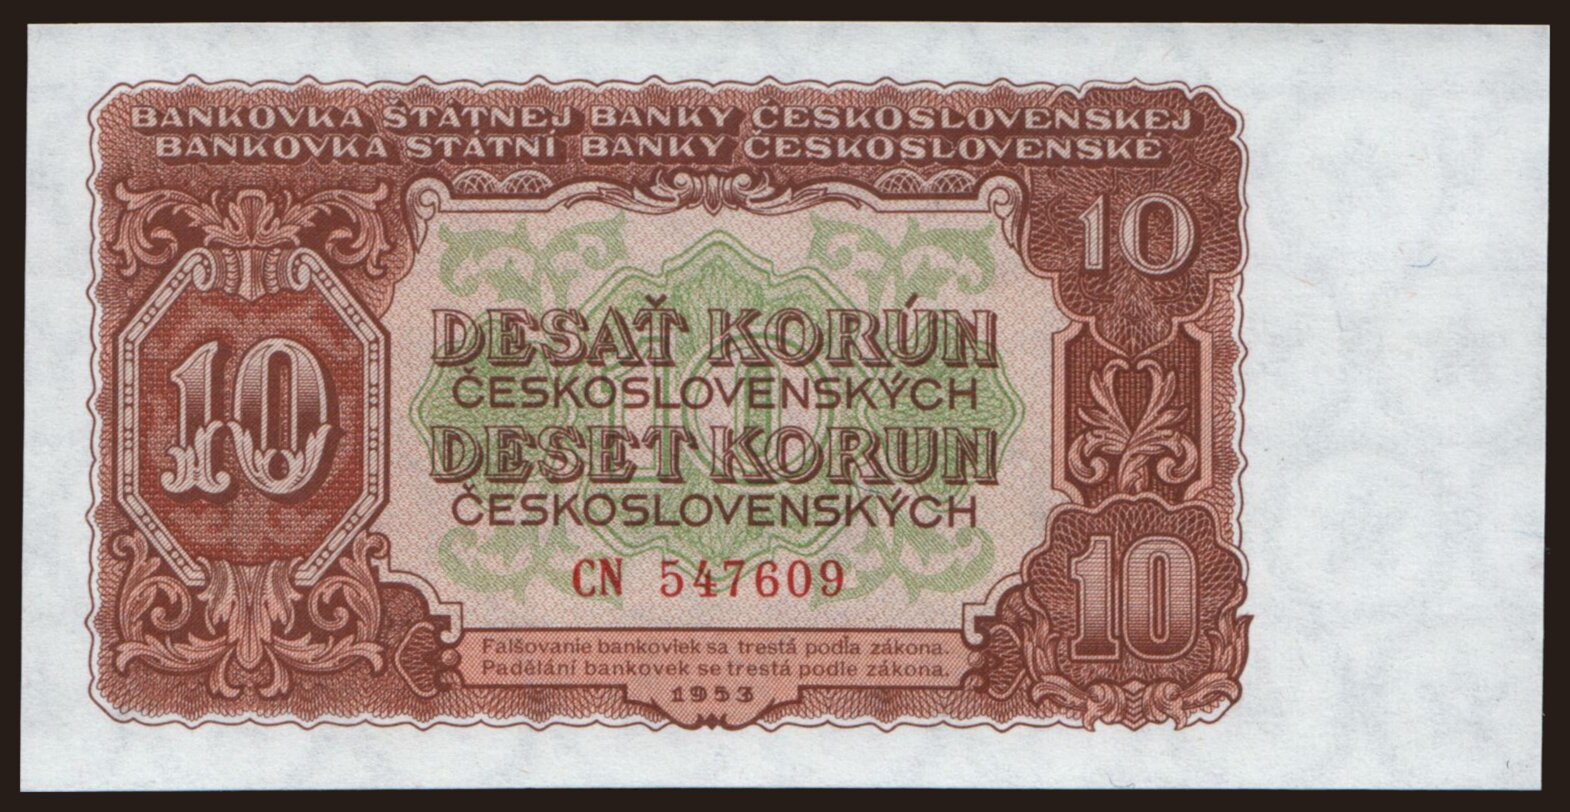 BANKOVKA ŠTÁTNEJ BANKY ČESKOSLOVENSKEJ
BANKOVKA STÁTNÍ BANKY ČESKOSLOVENSKÉ
10
10
DESAŤ KORÚN
ČESKOSLOVENSKÝCH
DESET KORUN
ČESKOSLOVENSKÝCH
10
CN 547609
10
Falšovanie bankoviek sa trestá podľa zákona.
Padělání bankovek se trestá podle zákona.
1953